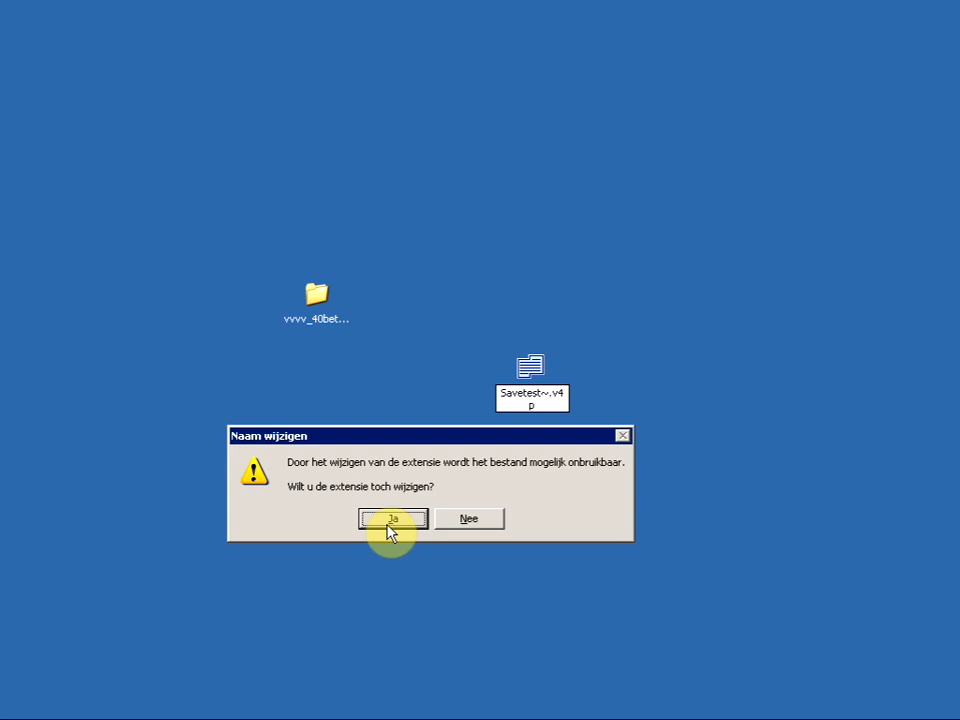 vvvv_40bet...
Savetest~.v4
p
Naam wijzigen
Door het wijzigen van de extensie wordt het bestand mogelijk onbruikbaar.
Wilt u de extensie toch wijzigen?
Ja
Nee